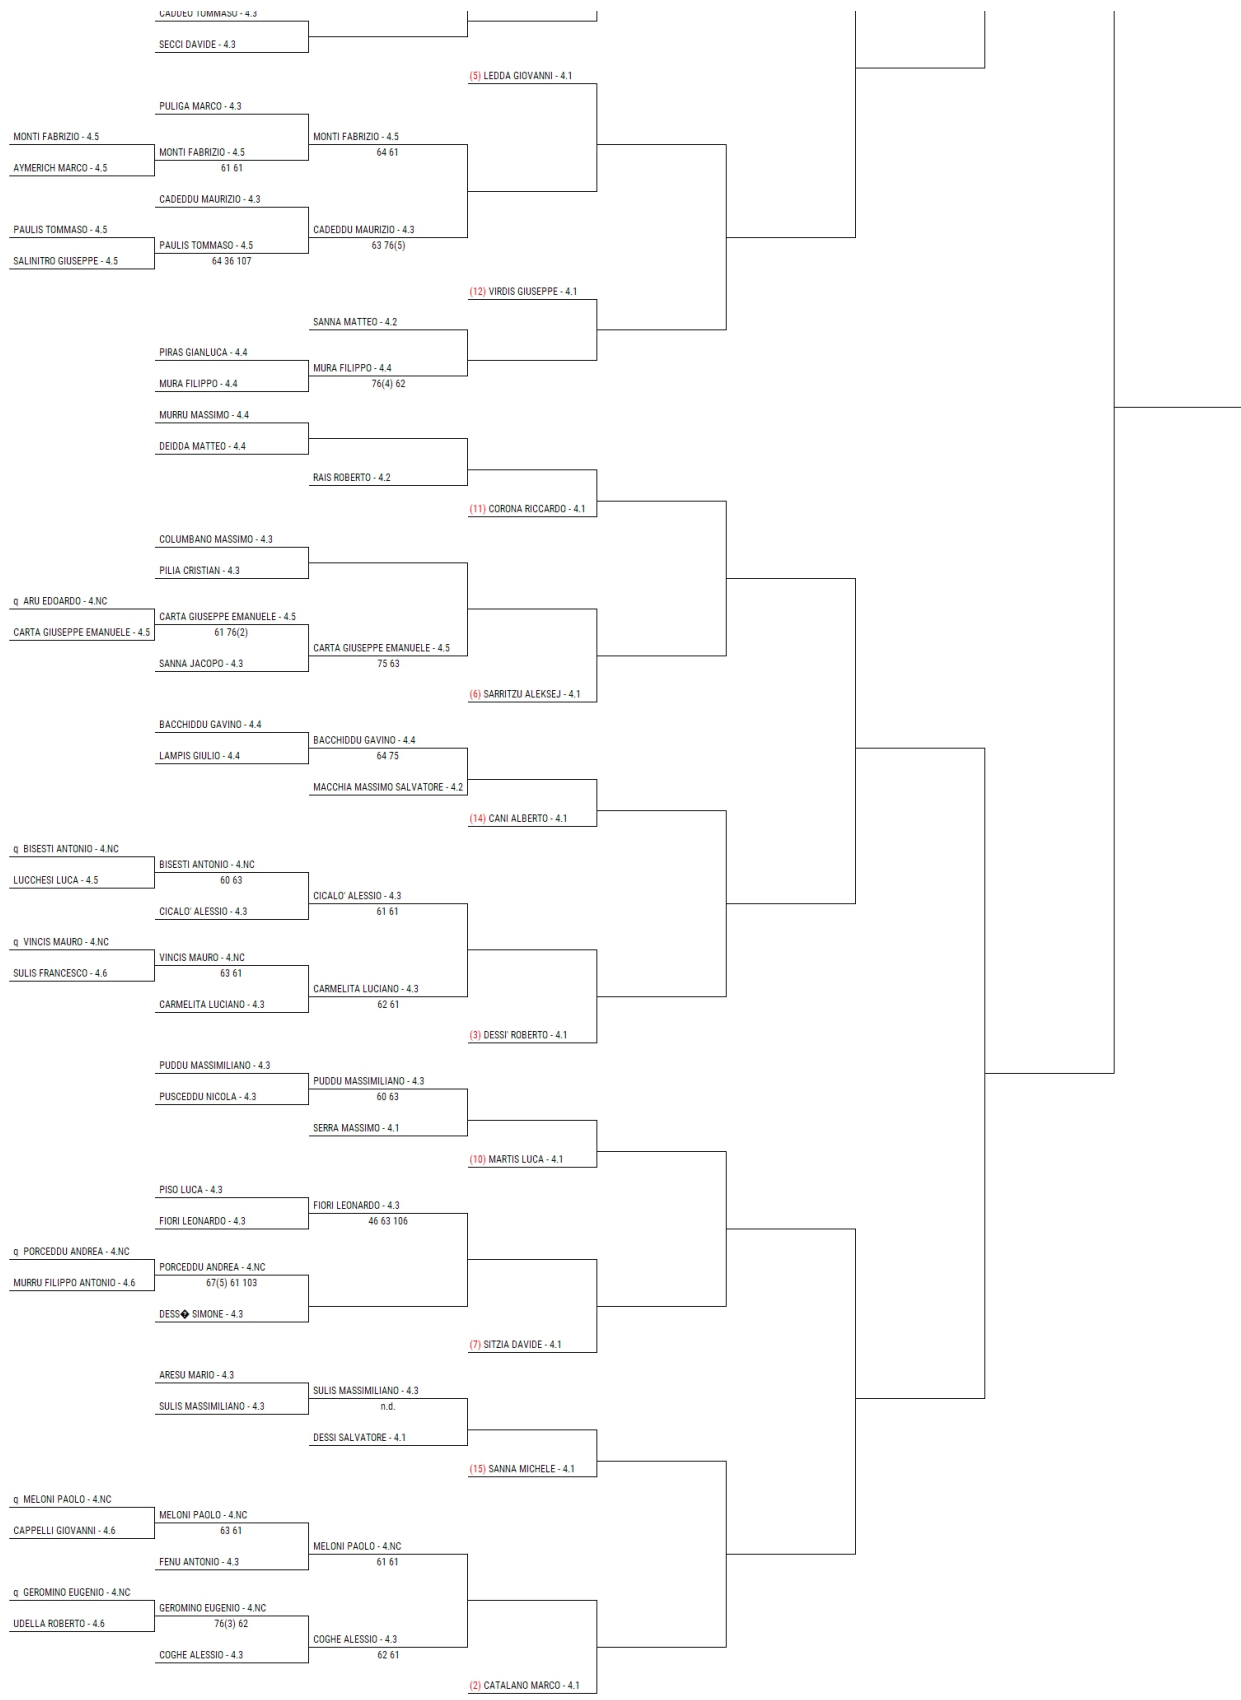 CADDEU TOMMASO - 4.3
SECCI DAVIDE - 4.3
(5) LEDDA GIOVANNI - 4.1
PULIGA MARCO - 4.3
MONTI FABRIZIO - 4.5
MONTI FABRIZIO - 4.5
MONTI FABRIZIO - 4.5
64 61
61 61
AYMERICH MARCO - 4.5
CADEDDU MAURIZIO - 4.3
PAULIS TOMMASO - 4.5
CADEDDU MAURIZIO - 4.3
PAULIS TOMMASO - 4.5
63 76(5)
SALINITRO GIUSEPPE - 4.5
64 36 107
(12) VIRDIS GIUSEPPE - 4.1
SANNA MATTEO - 4.2
PIRAS GIANLUCA - 4.4
MURA FILIPPO - 4.4
MURA FILIPPO - 4.4
76(4) 62
MURRU MASSIMO - 4.4
DEIDDA MATTEO - 4.4
RAIS ROBERTO - 4.2
(11) CORONA RICCARDO - 4.1
COLUMBANO MASSIMO - 4.3
PILIA CRISTIAN - 4.3
q ARU EDOARDO - 4.NC
CARTA GIUSEPPE EMANUELE - 4.5
CARTA GIUSEPPE EMANUELE - 4.5
61 76(2)
CARTA GIUSEPPE EMANUELE - 4.5
SANNA JACOPO - 4.3
75 63
(6) SARRITZU ALEKSEJ - 4.1
BACCHIDDU GAVINO - 4.4
BACCHIDDU GAVINO - 4.4
LAMPIS GIULIO - 4.4
64 75
MACCHIA MASSIMO SALVATORE - 4.2
(14) CANI ALBERTO - 4.1
q BISESTI ANTONIO - 4.NC
BISESTI ANTONIO - 4.NC
LUCCHESI LUCA - 4.5
60 63
CICALO' ALESSIO - 4.3
CICALO' ALESSIO - 4.3
61 61
q VINCIS MAURO - 4.NC
VINCIS MAURO - 4.NC
SULIS FRANCESCO - 4.6
63 61
CARMELITA LUCIANO - 4.3
CARMELITA LUCIANO - 4.3
62 61
(3) DESSI' ROBERTO - 4.1
PUDDU MASSIMILIANO - 4.3
PUDDU MASSIMILIANO - 4.3
PUSCEDDU NICOLA - 4.3
60 63
SERRA MASSIMO - 4.1
(10) MARTIS LUCA - 4.1
PISO LUCA - 4.3
FIORI LEONARDO - 4.3
FIORI LEONARDO - 4.3
46 63 106
q PORCEDDU ANDREA - 4.NC
PORCEDDU ANDREA - 4.NC
MURRU FILIPPO ANTONIO - 4.6
67(5) 61 103
DESS� SIMONE - 4.3
(7) SITZIA DAVIDE - 4.1
ARESU MARIO - 4.3
SULIS MASSIMILIANO - 4.3
SULIS MASSIMILIANO - 4.3
n.d.
DESSI SALVATORE - 4.1
(15) SANNA MICHELE - 4.1
q MELONI PAOLO - 4.NC
MELONI PAOLO - 4.NC
CAPPELLI GIOVANNI - 4.6
63 61
MELONI PAOLO - 4.NC
FENU ANTONIO - 4.3
61 61
q GEROMINO EUGENIO - 4.NC
GEROMINO EUGENIO - 4.NC
UDELLA ROBERTO - 4.6
76(3) 62
COGHE ALESSIO - 4.3
COGHE ALESSIO - 4.3
62 61
(2) CATALANO MARCO - 4.1